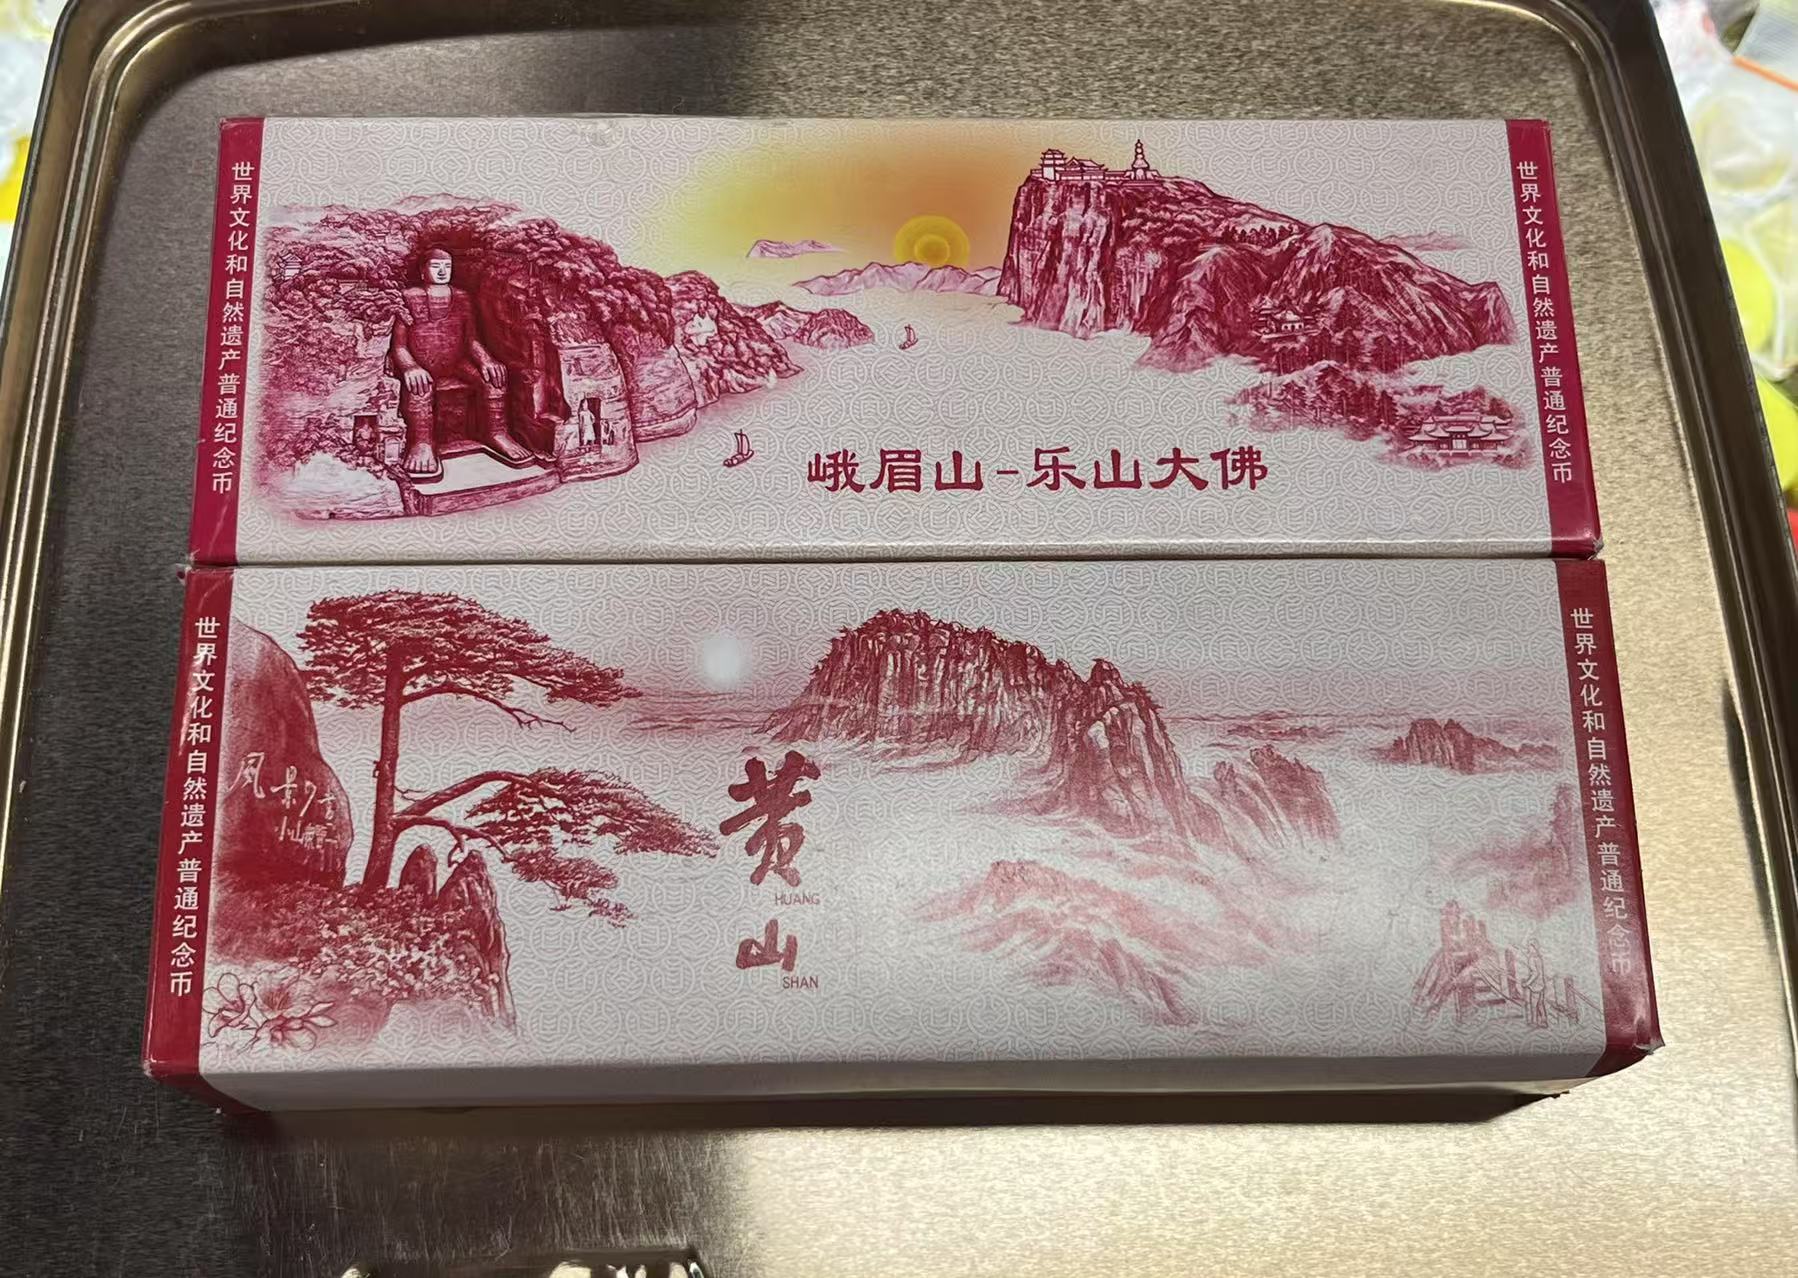 世界文化和自然遗产普通纪念币
峨眉山-乐山大佛
世界文化和自然遗产普通纪念币
世界文化和自然遗产普通纪念币
风景
黄
HUANG
山
SHAN
世界文化和自然遗产普通纪念币